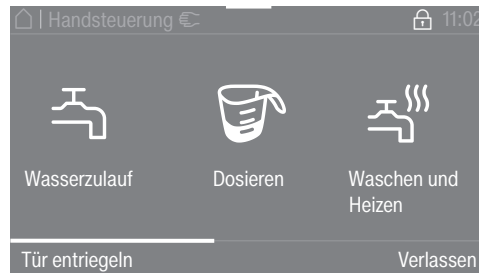 | Handsteuerung 11:02
Wasserzulauf Dosieren Waschen und
Heizen
Tür entriegeln Verlassen